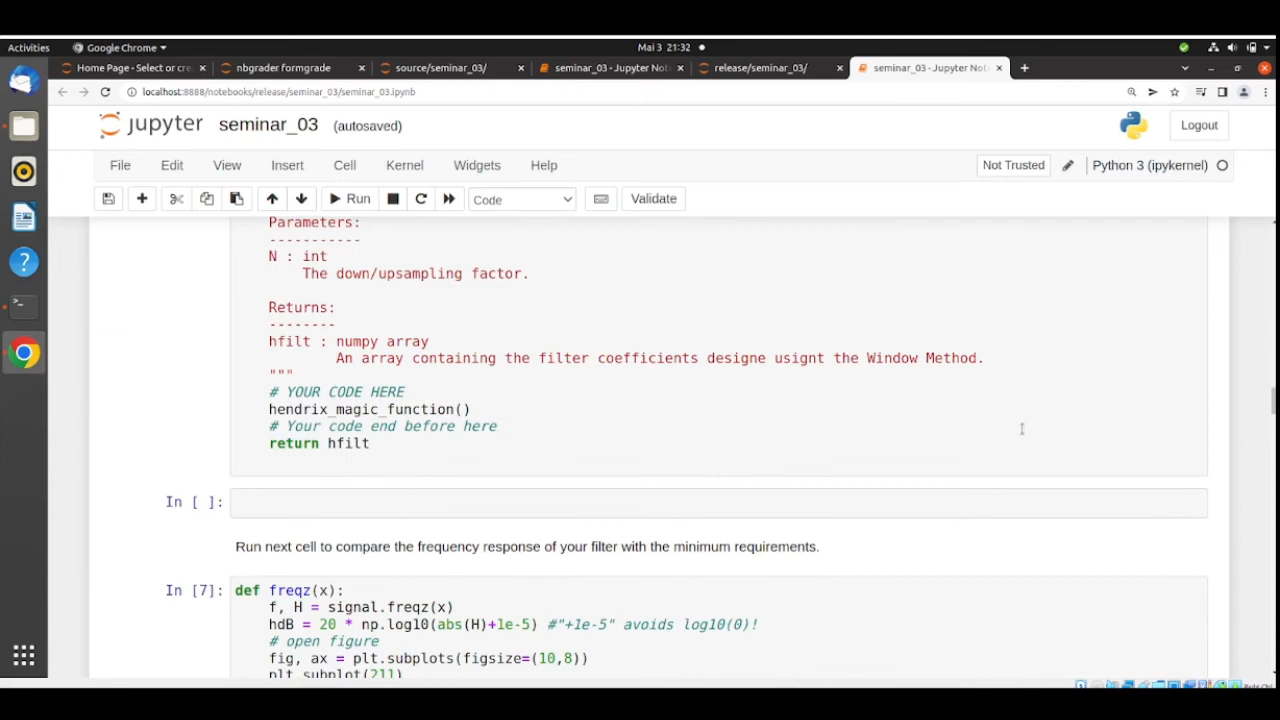 Activities
Google Chrome
Mai 3 21:32
Home Page - Select or cre
nbgrader formgrade
source/seminar_03/
seminar_03 - Jupyter Not
release/seminar_03/
seminar_03 - Jupyter Not
localhost:8888/notebooks/release/seminar_03/seminar_03.ipynb
jupyter seminar_03 (autosaved)
Logout
File Edit View Insert Cell Kernel Widgets Help
Not Trusted
Python 3 (ipykernel)
Run
Code
Validate
Parameters:
-----------
N : int
The down/upsampling factor.
Returns:
--------
hfilt : numpy array
An array containing the filter coefficients designe usignt the Window Method.
"""
# YOUR CODE HERE
hendrix_magic_function()
# Your code end before here
return hfilt
In [ ]:
Run next cell to compare the frequency response of your filter with the minimum requirements.
In [7]:
def freqz(x):
f, H = signal.freqz(x)
hdB = 20 * np.log10(abs(H)+1e-5) #"+1e-5" avoids log10(0)!
# open figure
fig, ax = plt.subplots(figsize=(10,8))
plt.subplot(211)